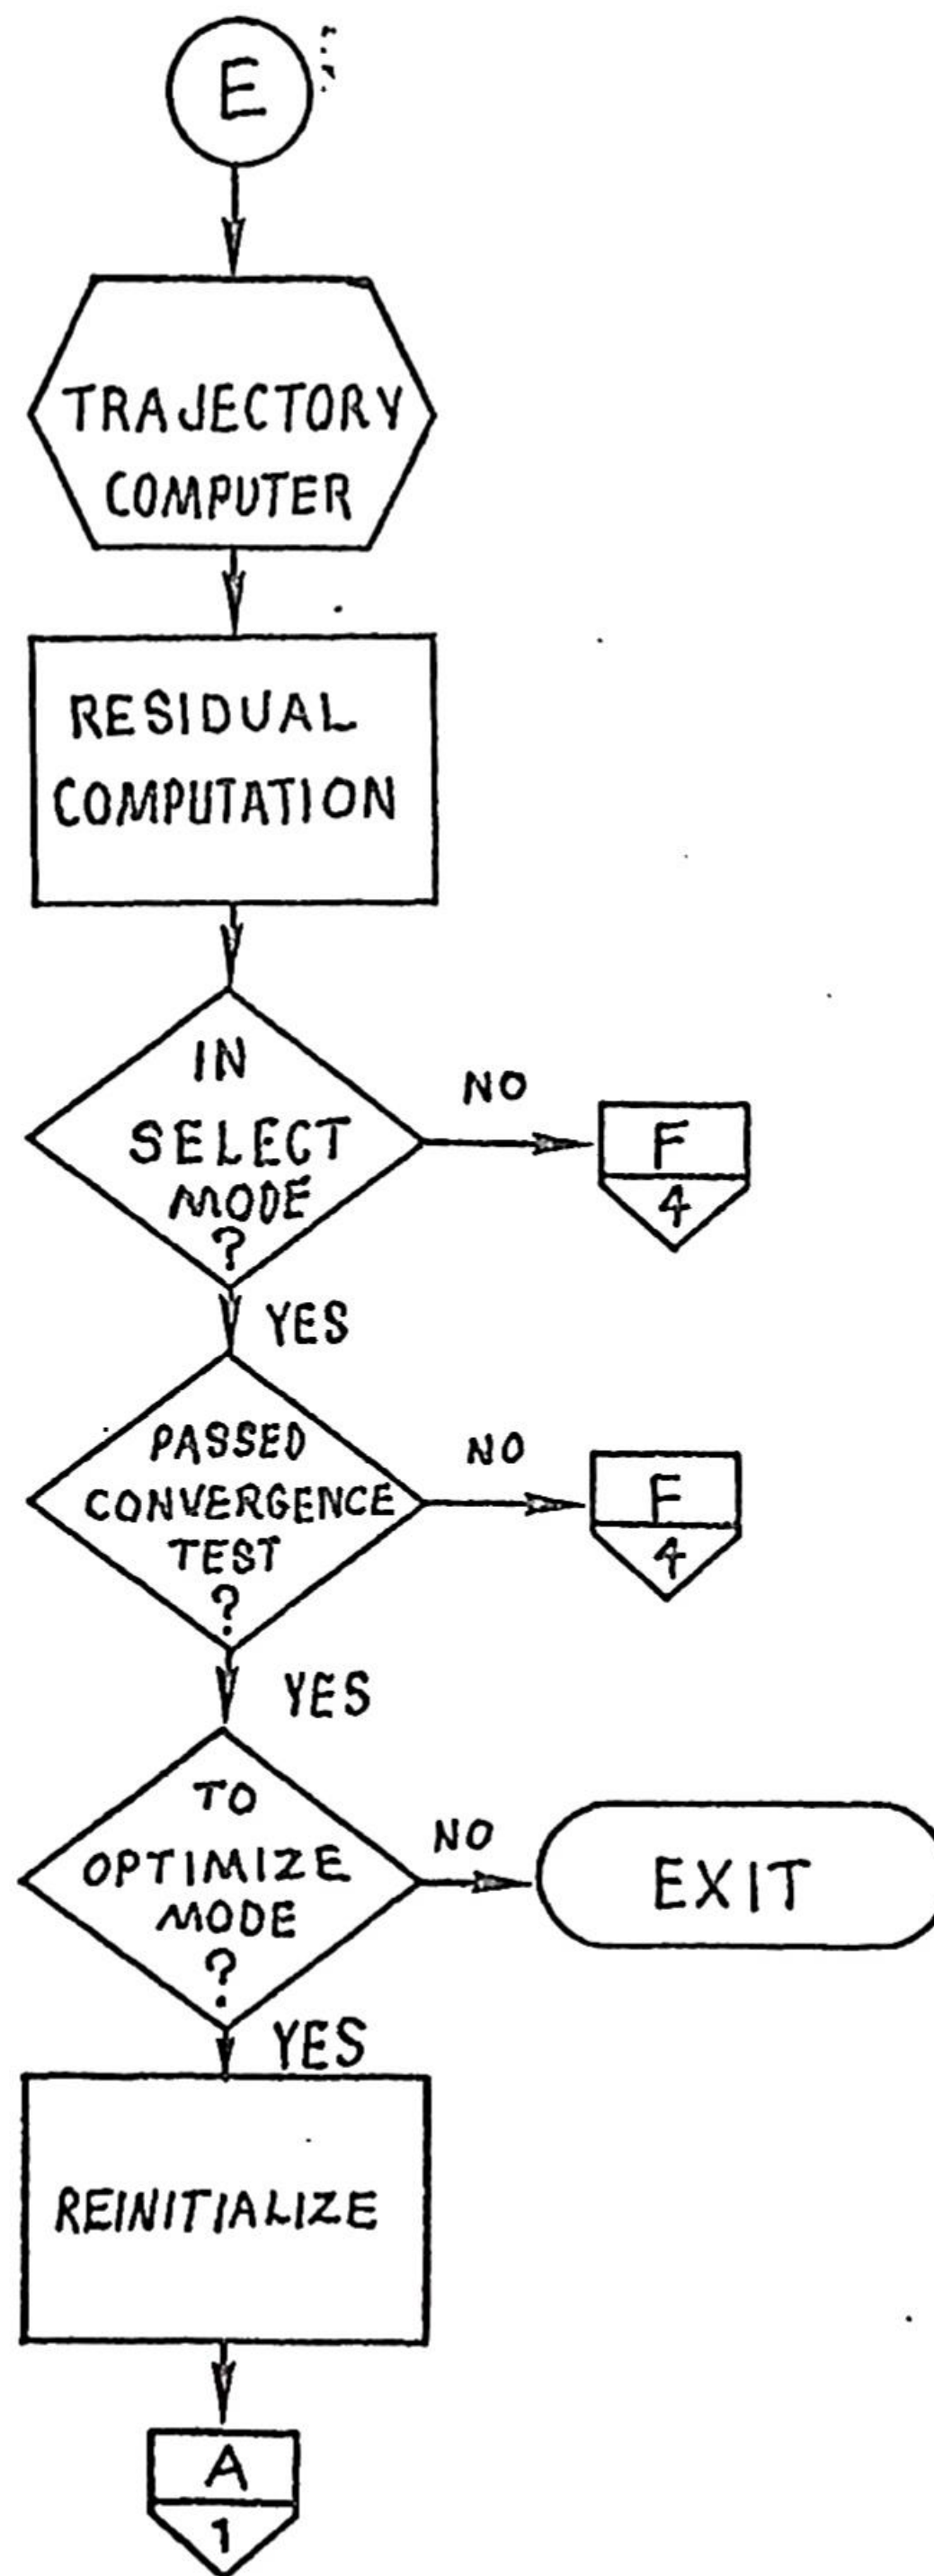 E
TRAJECTORY
COMPUTER
RESIDUAL
COMPUTATION
IN
SELECT
MODE
?
NO
F
4
YES
PASSED
CONVERGENCE
TEST
?
NO
F
4
YES
TO
OPTIMIZE
MODE
?
NO
EXIT
YES
REINITIALIZE
A
1